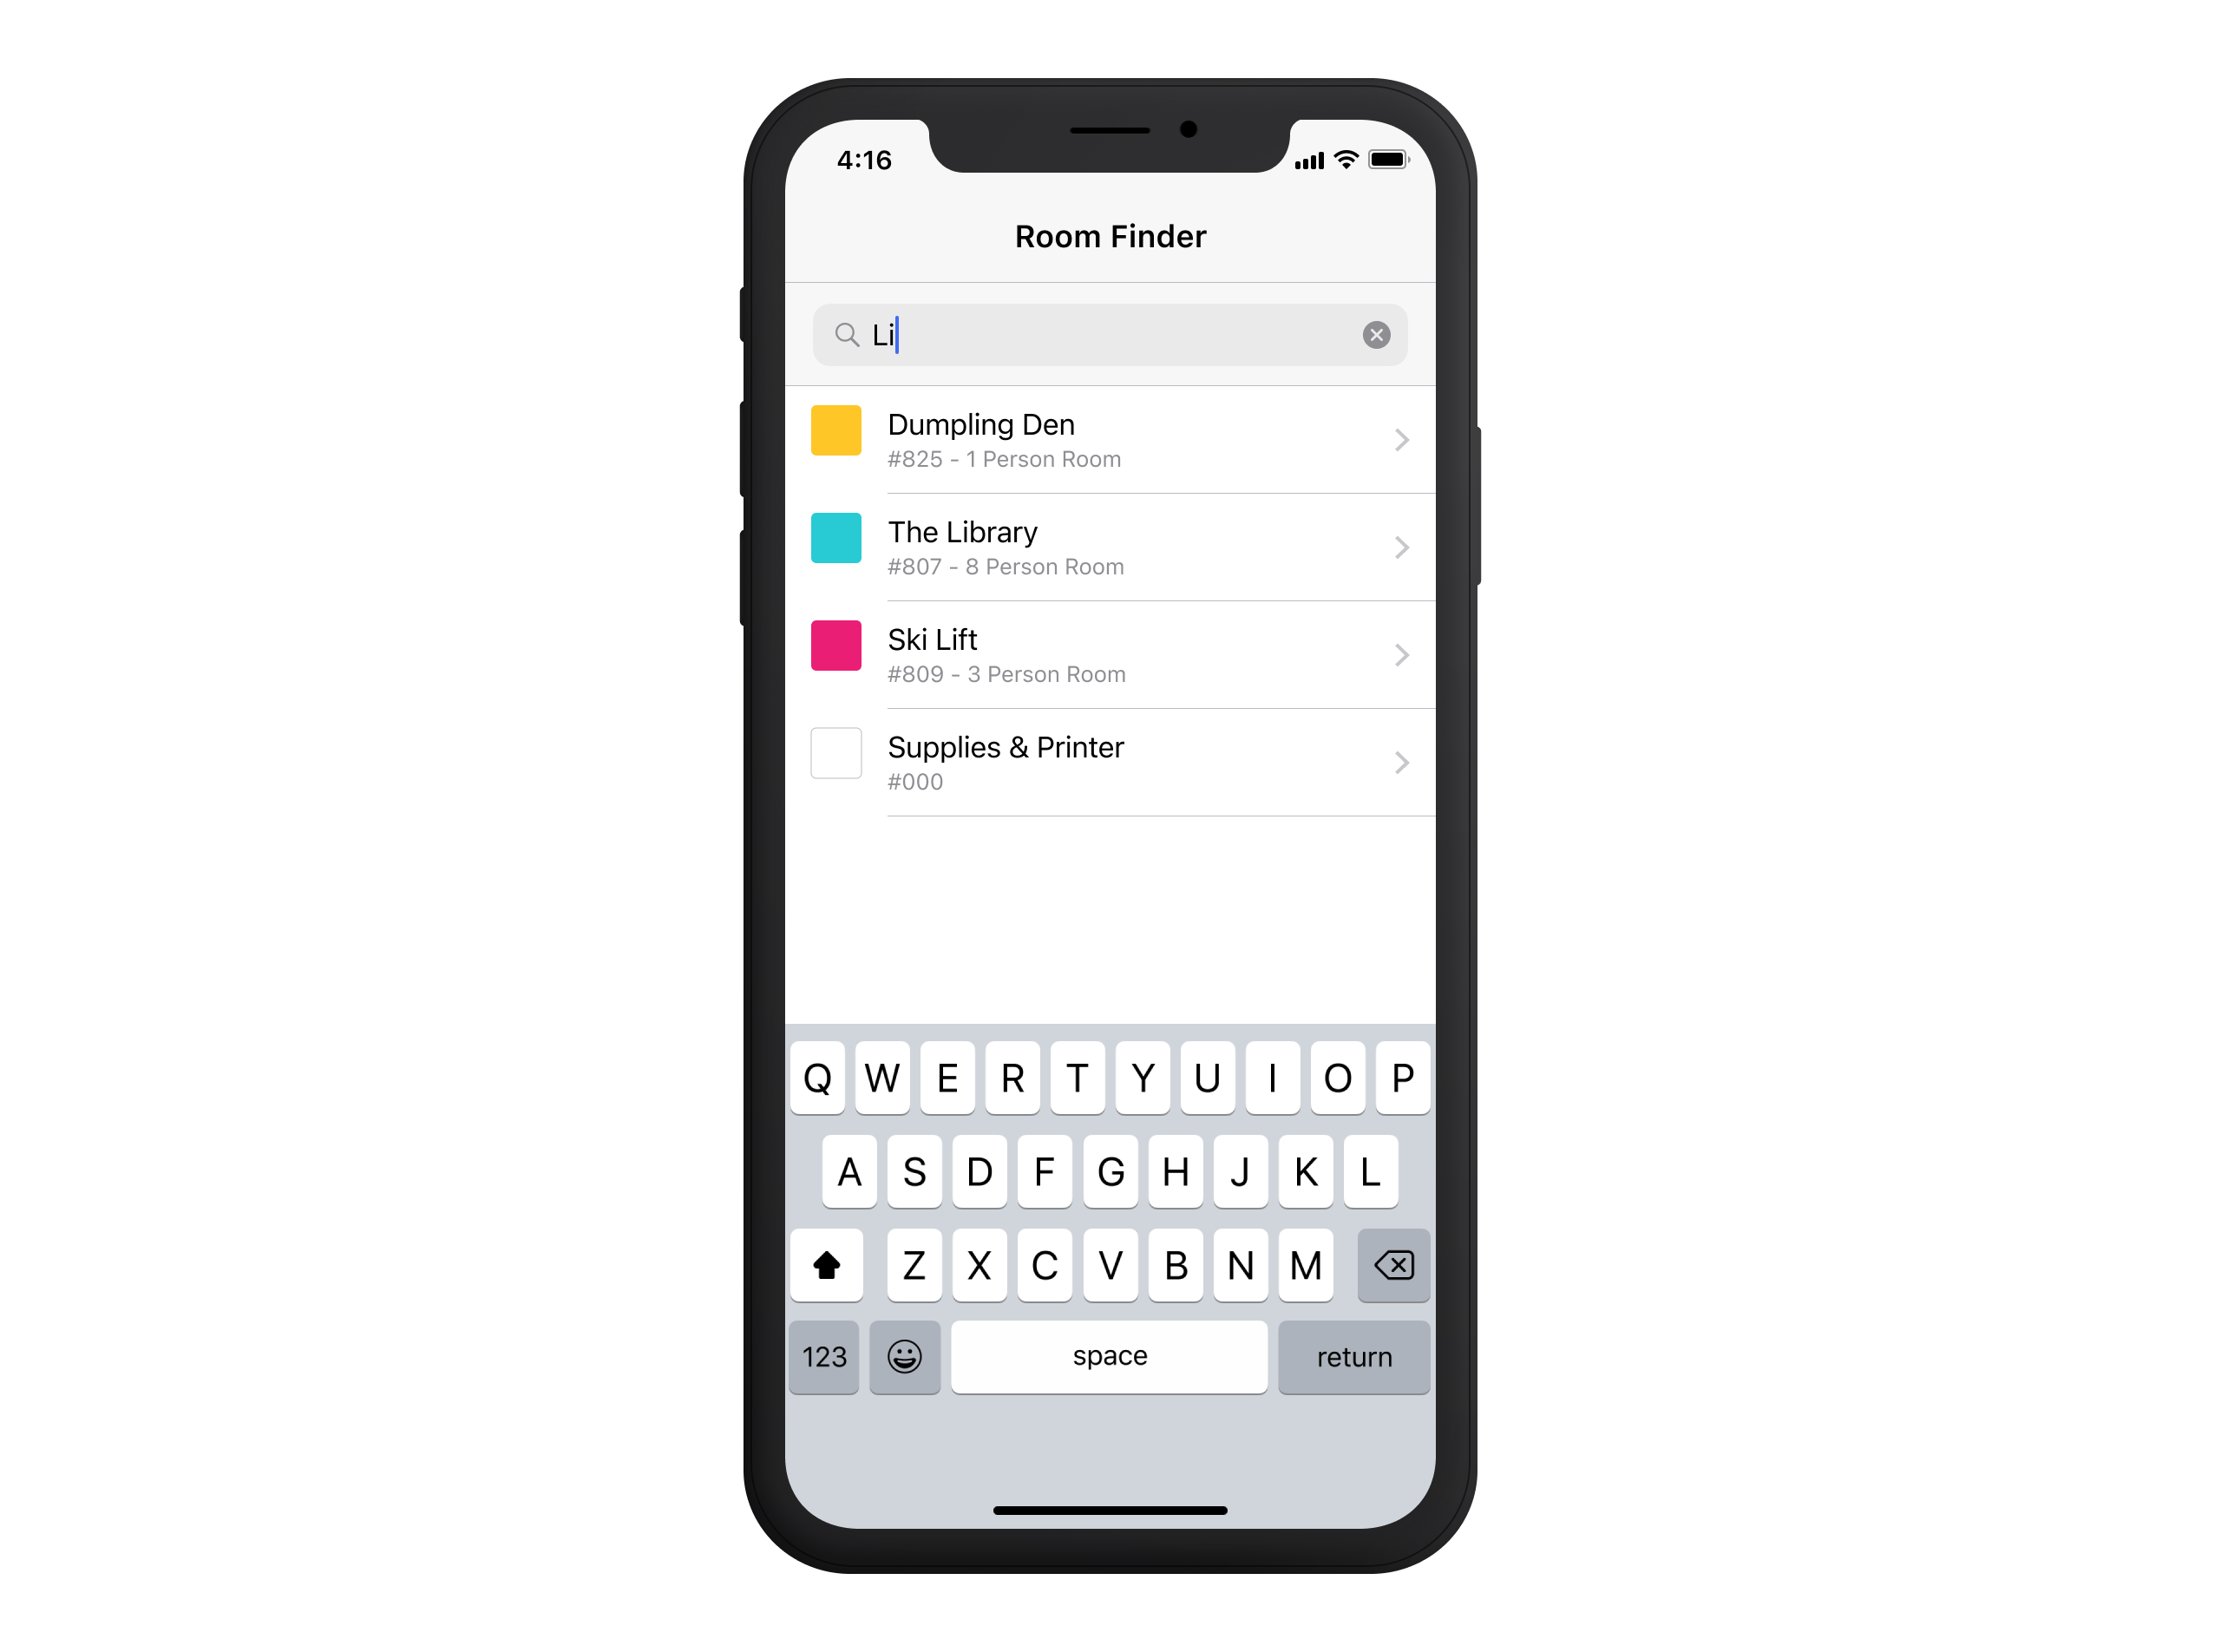 4:16
Room Finder
Li
Dumpling Den
#825 - 1 Person Room
The Library
#807 - 8 Person Room
Ski Lift
#809 - 3 Person Room
Supplies & Printer
#000
Q W E R T Y U I O P
A S D F G H J K L
Z X C V B N M
123 space return